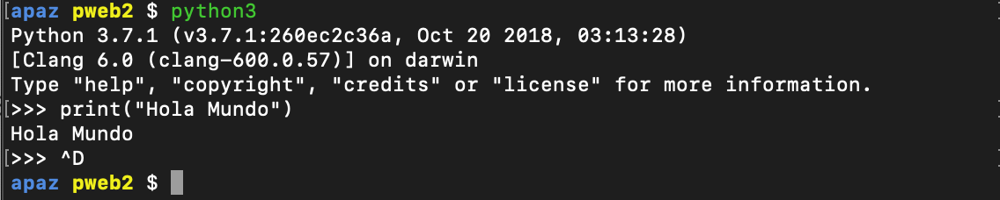 [apaz pweb2 $ python3
Python 3.7.1 (v3.7.1:260ec2c36a, Oct 20 2018, 03:13:28)
[Clang 6.0 (clang-600.0.57)] on darwin
Type "help", "copyright", "credits" or "license" for more information.
[>>> print("Hola Mundo")
Hola Mundo
[>>> ^D
apaz pweb2 $